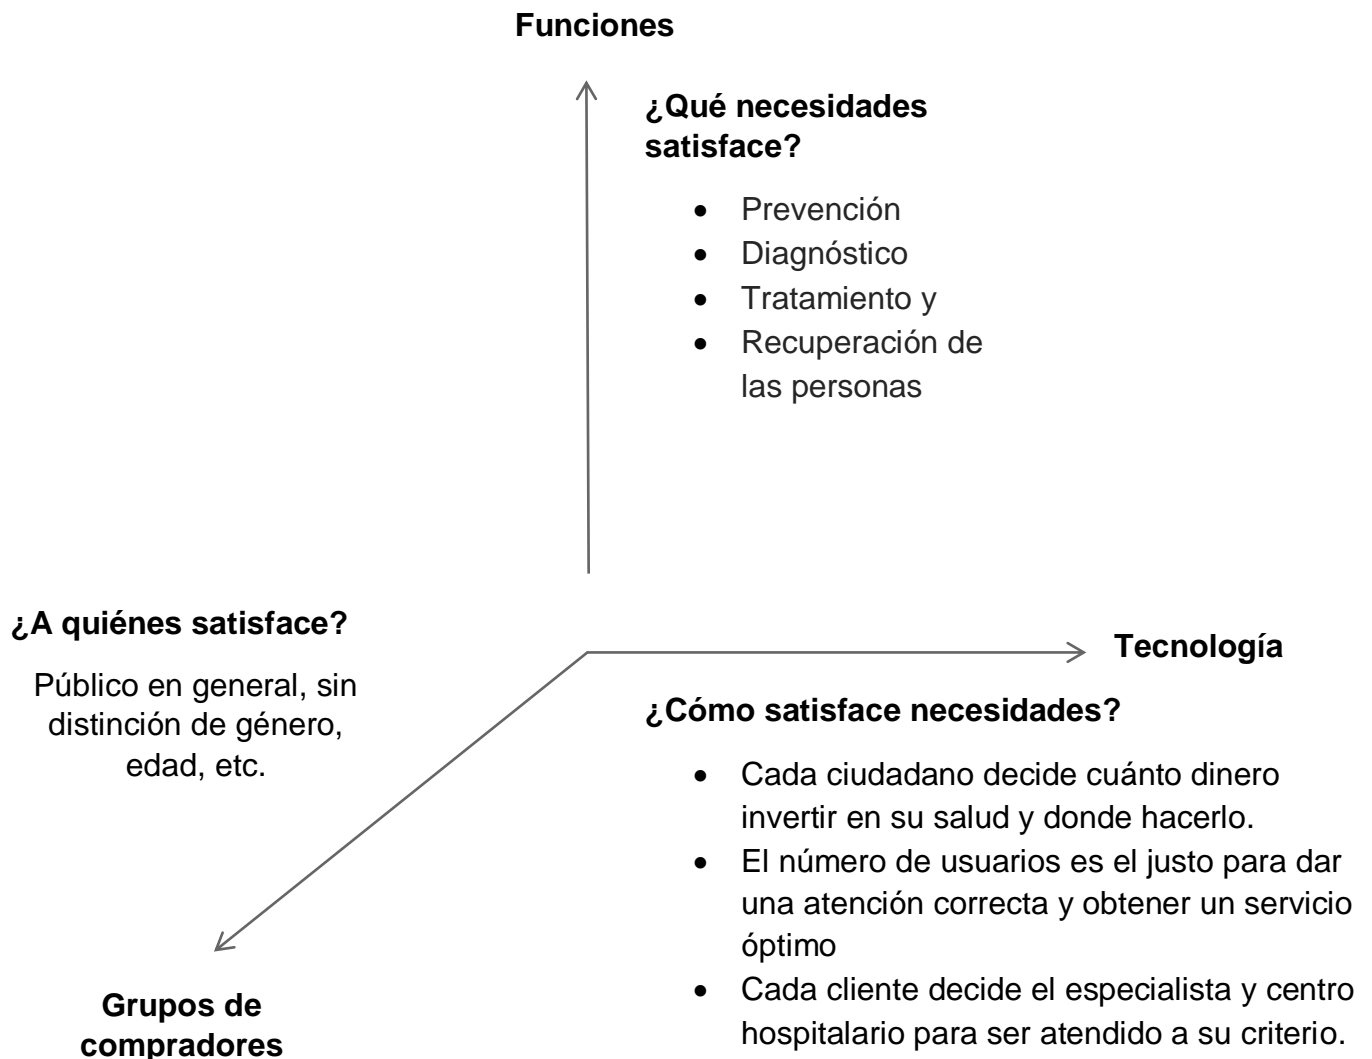 Funciones
¿Qué necesidades
satisface?
• Prevención
• Diagnóstico
• Tratamiento y
• Recuperación de
las personas
¿A quiénes satisface?
Público en general, sin
distinción de género,
edad, etc.
Tecnología
¿Cómo satisface necesidades?
• Cada ciudadano decide cuánto dinero
invertir en su salud y donde hacerlo.
• El número de usuarios es el justo para dar
una atención correcta y obtener un servicio
óptimo
• Cada cliente decide el especialista y centro
hospitalario para ser atendido a su criterio.
Grupos de
compradores